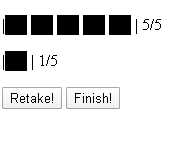 | ■ ■ ■ ■ ■ | 5/5
| ■ | 1/5
Retake! Finish!